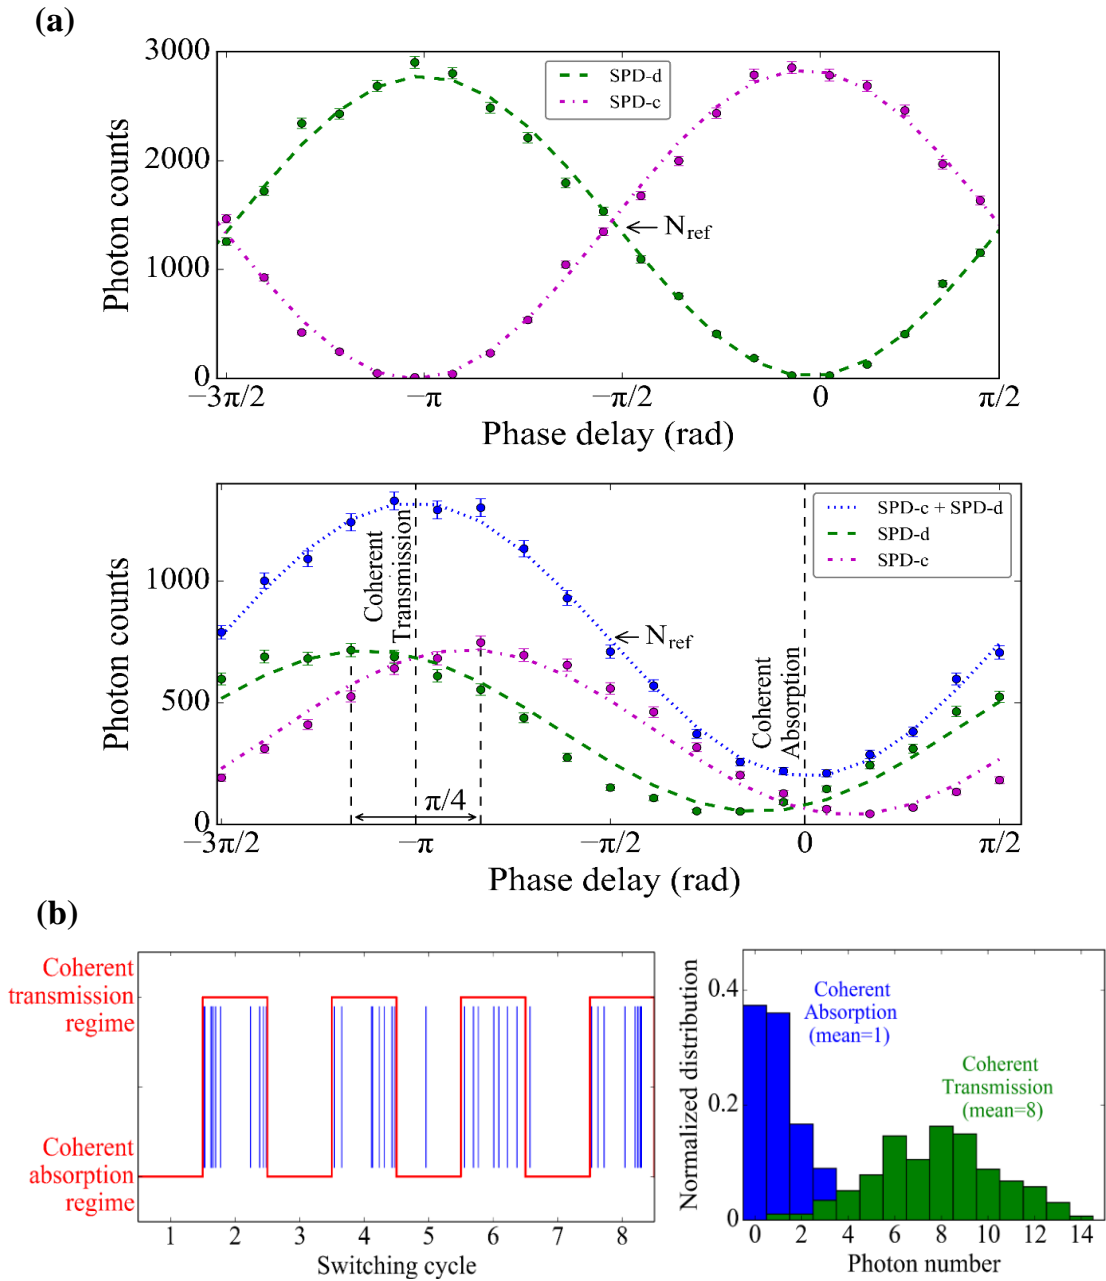 (a)
3000
2000
1000
0
Photon counts
SPD-d
SPD-c
N_ref
−3π/2
−π
−π/2
0
π/2
Phase delay (rad)
1000
500
0
Photon counts
SPD-c + SPD-d
SPD-d
SPD-c
Coherent
Transmission
N_ref
Coherent
Absorption
π/4
−3π/2
−π
−π/2
0
π/2
Phase delay (rad)
(b)
Coherent
transmission
regime
Coherent
absorption
regime
1 2 3 4 5 6 7 8
Switching cycle
Normalized distribution
0.4
0.2
0
Coherent
Absorption
(mean=1)
Coherent
Transmission
(mean=8)
0 2 4 6 8 10 12 14
Photon number